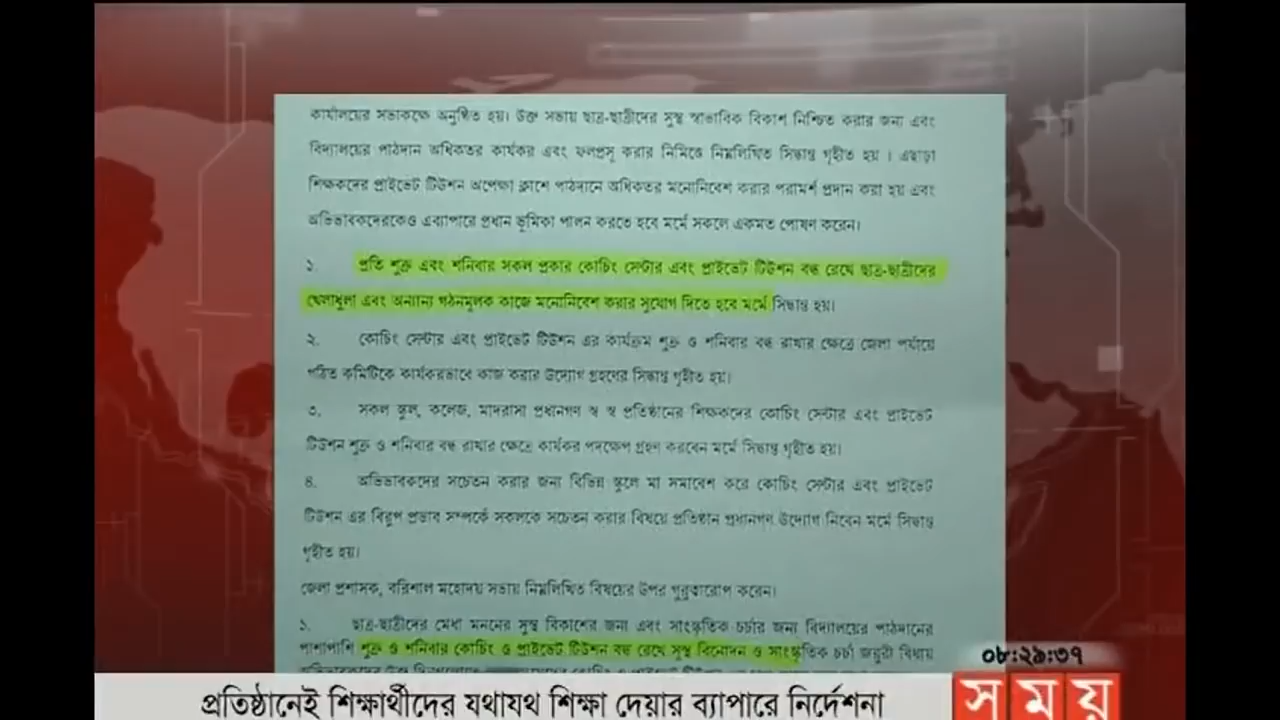 কার্যালয়ের সভাকক্ষে অনুষ্ঠিত হয়। উক্ত সভায় ছাত্র-ছাত্রীদের সুস্থ স্বাভাবিক বিকাশ নিশ্চিত করার জন্য এবং
বিদ্যালয়ের পাঠদান অধিকতর কার্যকর এবং ফলপ্রসূ করার নিমিত্তে নিম্নলিখিত সিদ্ধান্ত গৃহীত হয় । এছাড়া
শিক্ষকদের প্রাইভেট টিউশন অপেক্ষা ক্লাশে পাঠদানে অধিকতর মনোনিবেশ করার পরামর্শ প্রদান করা হয় এবং
অভিভাবকদেরকেও এব্যাপারে প্রধান ভূমিকা পালন করতে হবে মর্মে সকলে একমত পোষণ করেন।
১. প্রতি শুক্র এবং শনিবার সকল প্রকার কোচিং সেন্টার এবং প্রাইভেট টিউশন বন্ধ রেখে ছাত্র-ছাত্রীদের
খেলাধুলা এবং অন্যান্য গঠনমূলক কাজে মনোনিবেশ করার সুযোগ দিতে হবে মর্মে সিদ্ধান্ত হয়।
২. কোচিং সেন্টার এবং প্রাইভেট টিউশন এর কার্যক্রম শুক্র ও শনিবার বন্ধ রাখার ক্ষেত্রে জেলা পর্যায়ে
গঠিত কমিটিকে কার্যকরভাবে কাজ করার উদ্যোগ গ্রহণের সিদ্ধান্ত গৃহীত হয়।
৩. সকল স্কুল, কলেজ, মাদরাসা প্রধানগণ স্ব স্ব প্রতিষ্ঠানের শিক্ষকদের কোচিং সেন্টার এবং প্রাইভেট
টিউশন শুক্র ও শনিবার বন্ধ রাখার ক্ষেত্রে কার্যকর পদক্ষেপ গ্রহণ করবেন মর্মে সিদ্ধান্ত গৃহীত হয়।
৪. অভিভাবকদের সচেতন করার জন্য বিভিন্ন স্কুলে মা সমাবেশ করে কোচিং সেন্টার এবং প্রাইভেট
টিউশন এর বিরুপ প্রভাব সম্পর্কে সকলকে সচেতন করার বিষয়ে প্রতিষ্ঠান প্রধানগণ উদ্যোগ নিবেন মর্মে সিদ্ধান্ত
গৃহীত হয়।
জেলা প্রশাসক, বরিশাল মহোদয় সভায় নিম্নলিখিত বিষয়ের উপর গুরুত্বারোপ করেন।
১. ছাত্র-ছাত্রীদের মেধা মননের সুস্থ বিকাশের জন্য এবং সাংস্কৃতিক চর্চার জন্য বিদ্যালয়ের পাঠদানের
পাশাপাশি শুক্র ও শনিবার কোচিং ও প্রাইভেট টিউশন বন্ধ রেখে সুস্থ বিনোদন ও সাংস্কৃতিক চর্চা জরুরী বিধায়
০৮:২৯:৩৭
প্রতিষ্ঠানেই শিক্ষার্থীদের যথাযথ শিক্ষা দেয়ার ব্যাপারে নির্দেশনা
সময়